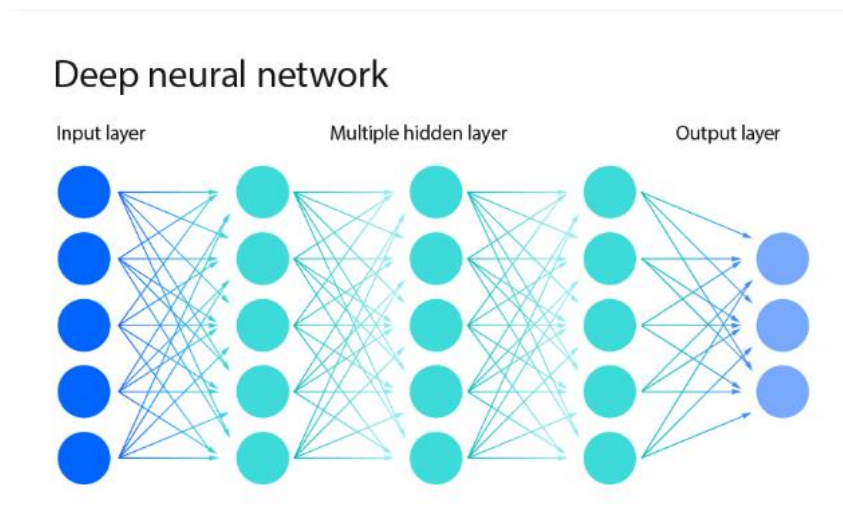 Deep neural network
Input layer
Multiple hidden layer
Output layer